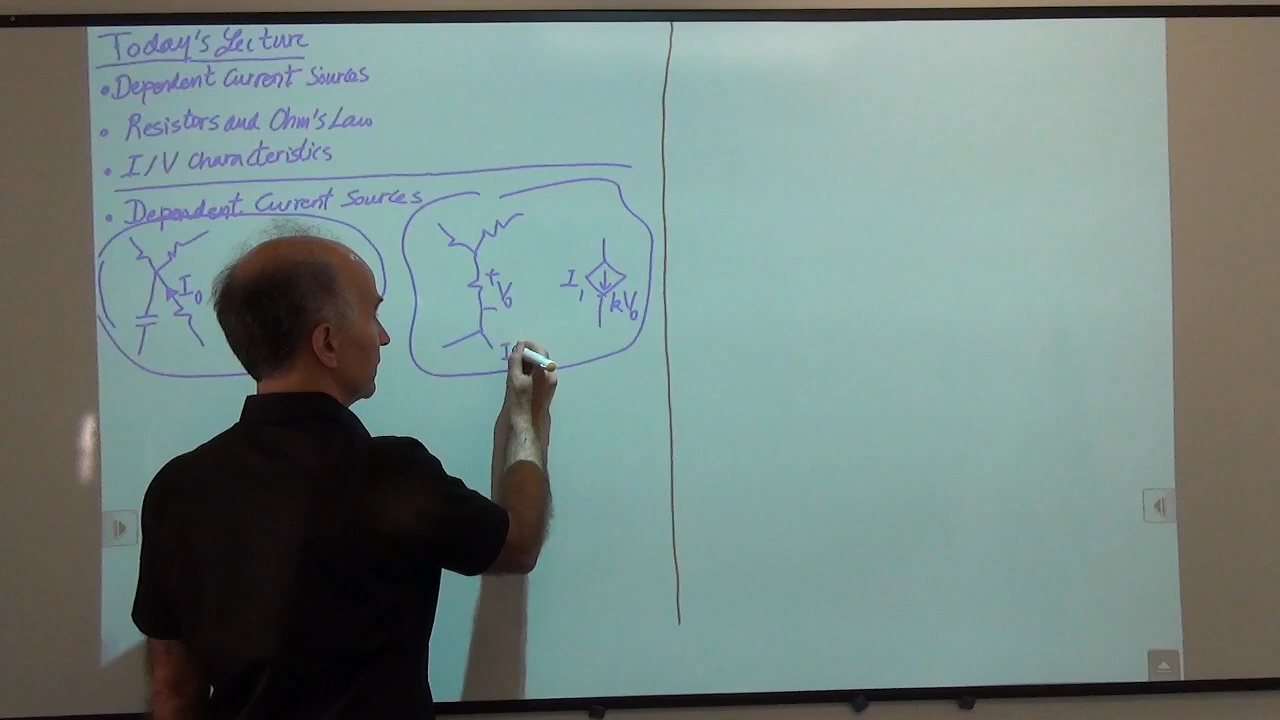 Today's Lecture
• Dependent Current Sources
• Resistors and Ohm's Law
• I/V Characteristics
• Dependent Current Sources
I₀
+
V₀
-
I₁
kV₀
I